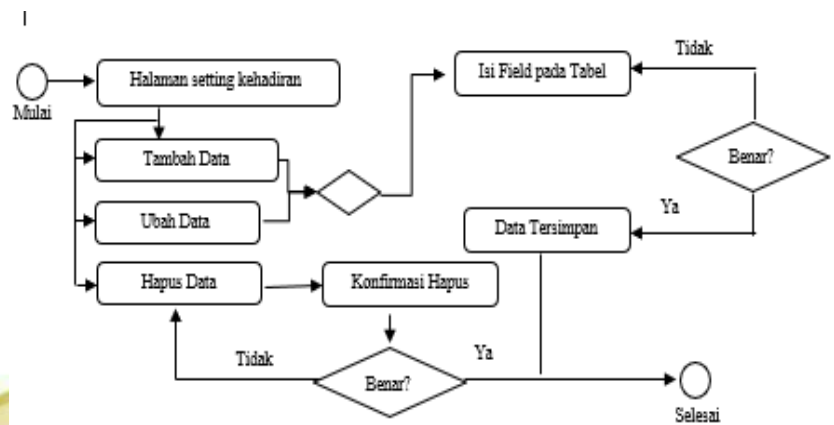 Mulai
Halaman setting kehadiran
Tambah Data
Ubah Data
Hapus Data
Konfirmasi Hapus
Benar?
Tidak
Ya
Isi Field pada Tabel
Tidak
Benar?
Ya
Data Tersimpan
Selesai